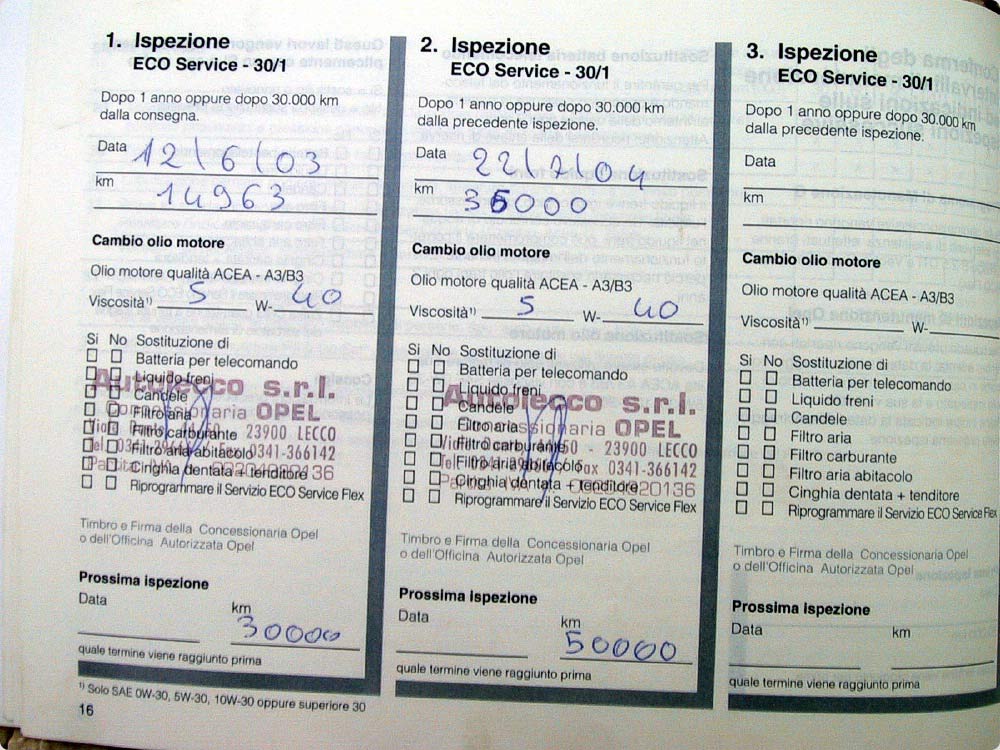 1. Ispezione
ECO Service - 30/1
Dopo 1 anno oppure dopo 30.000 km
dalla consegna.
Data 12/6/03
km 14963
Cambio olio motore
Olio motore qualità ACEA - A3/B3
Viscosità¹⁾ 5 W- 40
Si No Sostituzione di
Batteria per telecomando
Liquido freni
Candele
Filtro aria
Filtro carburante
Filtro aria abitacolo
Cinghia dentata + tenditore
Riprogrammare il Servizio ECO Service Flex
Autolecco s.r.l.
Concessionaria OPEL
23900 LECCO
0341-366142
Timbro e Firma della Concessionaria Opel
o dell'Officina Autorizzata Opel
Prossima ispezione
Data km
30000
quale termine viene raggiunto prima
¹⁾ Solo SAE 0W-30, 5W-30, 10W-30 oppure superiore 30
16
2. Ispezione
ECO Service - 30/1
Dopo 1 anno oppure dopo 30.000 km
dalla precedente ispezione.
Data 22/7/04
km 35000
Cambio olio motore
Olio motore qualità ACEA - A3/B3
Viscosità¹⁾ 5 W- 40
Si No Sostituzione di
Batteria per telecomando
Liquido freni
Candele
Filtro aria
Filtro carburante
Filtro aria abitacolo
Cinghia dentata + tenditore
Riprogrammare il Servizio ECO Service Flex
Autolecco s.r.l.
Concessionaria OPEL
23900 LECCO
Fax 0341-366142
Timbro e Firma della Concessionaria Opel
o dell'Officina Autorizzata Opel
Prossima ispezione
Data km
50000
quale termine viene raggiunto prima
3. Ispezione
ECO Service - 30/1
Dopo 1 anno oppure dopo 30.000 km
dalla precedente ispezione.
Data
km
Cambio olio motore
Olio motore qualità ACEA - A3/B3
Viscosità¹⁾ W-
Si No Sostituzione di
Batteria per telecomando
Liquido freni
Candele
Filtro aria
Filtro carburante
Filtro aria abitacolo
Cinghia dentata + tenditore
Riprogrammare il Servizio ECO Service Flex
Timbro e Firma della Concessionaria Opel
o dell'Officina Autorizzata Opel
Prossima ispezione
Data km
quale termine viene raggiunto prima